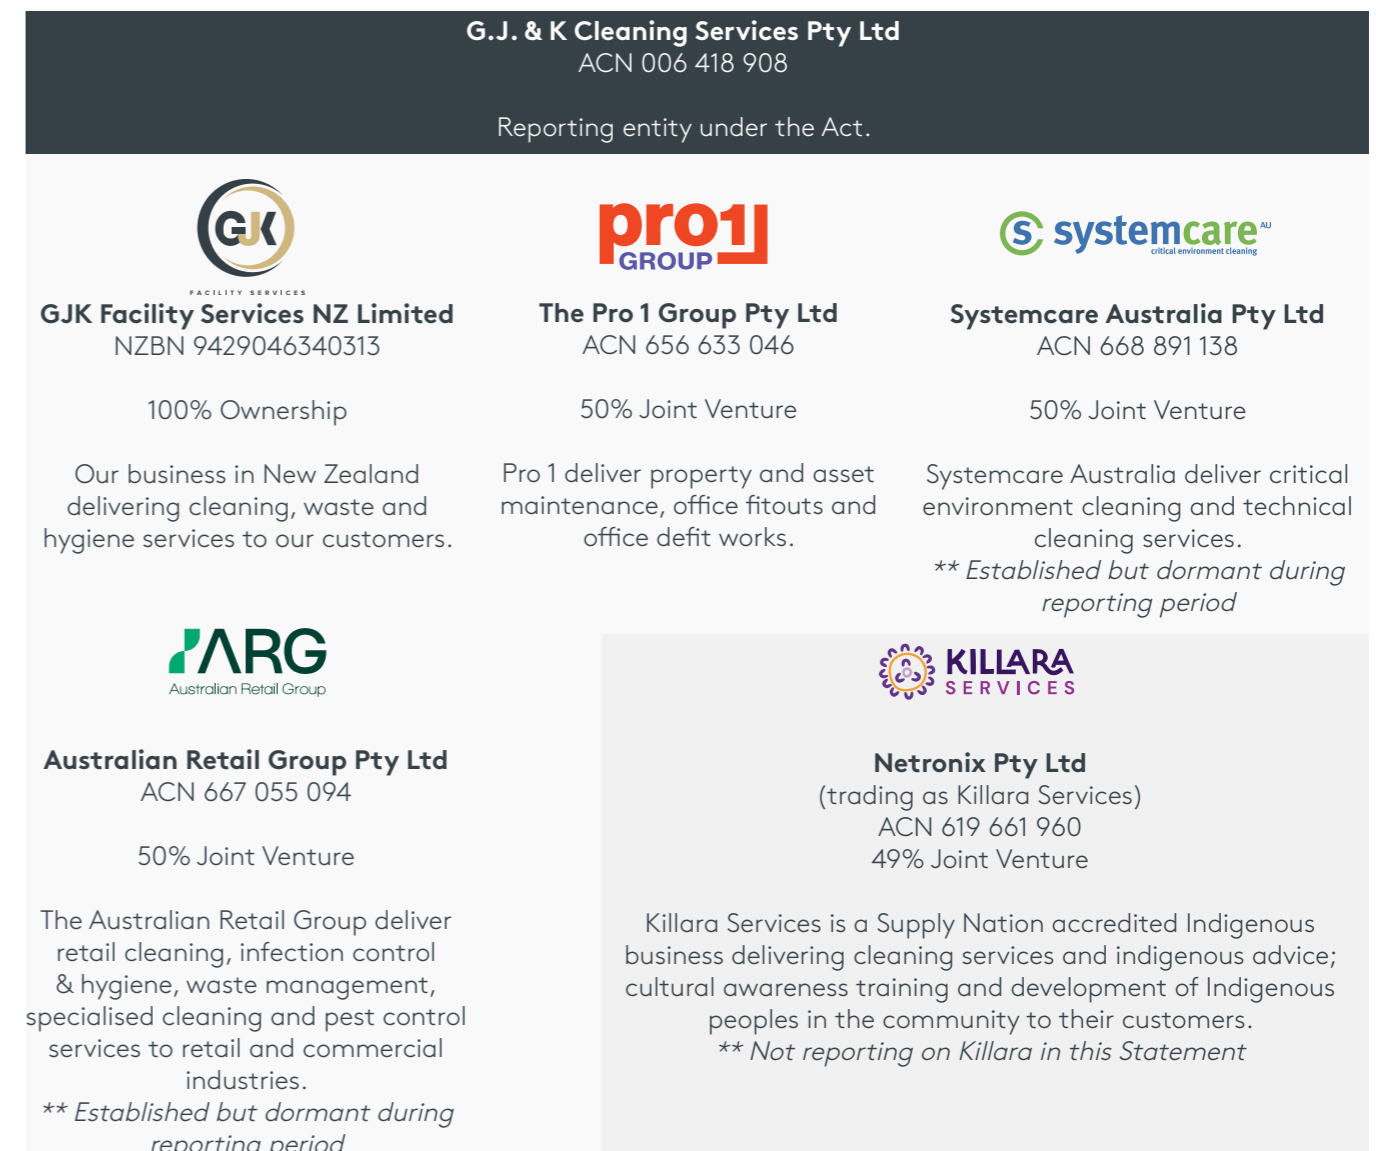 G.J. & K Cleaning Services Pty Ltd
ACN 006 418 908
Reporting entity under the Act.
GJK
FACILITY SERVICES
GJK Facility Services NZ Limited
NZBN 9429046340313
100% Ownership
Our business in New Zealand
delivering cleaning, waste and
hygiene services to our customers.
pro1
GROUP
The Pro 1 Group Pty Ltd
ACN 656 633 046
50% Joint Venture
Pro 1 deliver property and asset
maintenance, office fitouts and
office defit works.
S systemcare AU
critical environment cleaning
Systemcare Australia Pty Ltd
ACN 668 891 138
50% Joint Venture
Systemcare Australia deliver critical
environment cleaning and technical
cleaning services.
** Established but dormant during
reporting period
ARG
Australian Retail Group
Australian Retail Group Pty Ltd
ACN 667 055 094
50% Joint Venture
The Australian Retail Group deliver
retail cleaning, infection control
& hygiene, waste management,
specialised cleaning and pest control
services to retail and commercial
industries.
** Established but dormant during
reporting period
KILLARA
SERVICES
Netronix Pty Ltd
(trading as Killara Services)
ACN 619 661 960
49% Joint Venture
Killara Services is a Supply Nation accredited Indigenous
business delivering cleaning services and indigenous advice;
cultural awareness training and development of Indigenous
peoples in the community to their customers.
** Not reporting on Killara in this Statement